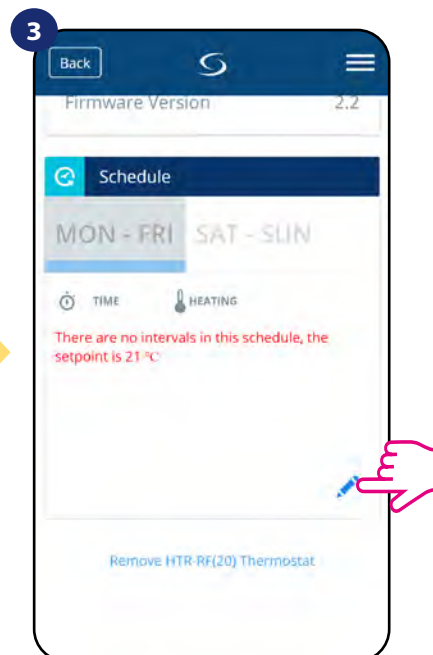 3
Back
Firmware Version 2.2
Schedule
MON - FRI SAT - SUN
TIME HEATING
There are no intervals in this schedule, the
setpoint is 21 °C
Remove HTR-RF(20) Thermostat